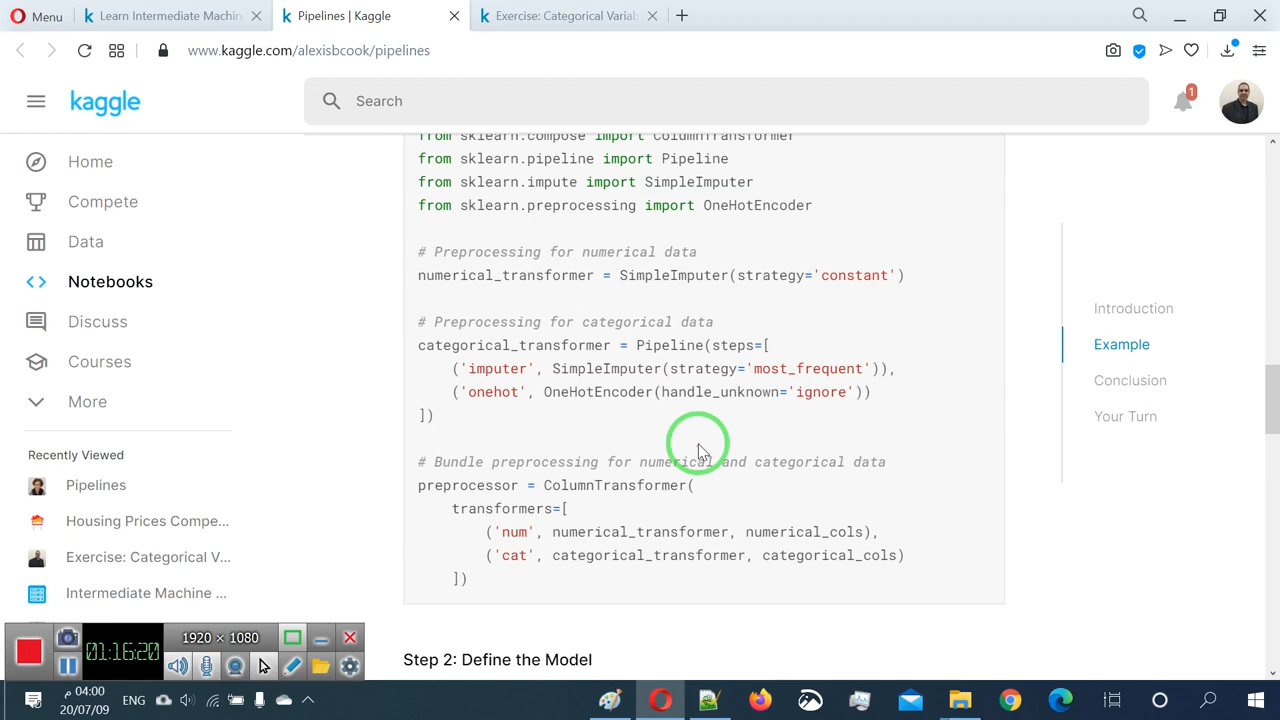 Menu
Learn Intermediate Machin
Pipelines | Kaggle
Exercise: Categorical Variab
www.kaggle.com/alexisbcook/pipelines
kaggle
Search
1
Home
Compete
Data
Notebooks
Discuss
Courses
More
Recently Viewed
Pipelines
Housing Prices Compe...
Exercise: Categorical V...
Intermediate Machine ...
from sklearn.compose import ColumnTransformer
from sklearn.pipeline import Pipeline
from sklearn.impute import SimpleImputer
from sklearn.preprocessing import OneHotEncoder
# Preprocessing for numerical data
numerical_transformer = SimpleImputer(strategy='constant')
# Preprocessing for categorical data
categorical_transformer = Pipeline(steps=[
('imputer', SimpleImputer(strategy='most_frequent')),
('onehot', OneHotEncoder(handle_unknown='ignore'))
])
# Bundle preprocessing for numerical and categorical data
preprocessor = ColumnTransformer(
transformers=[
('num', numerical_transformer, numerical_cols),
('cat', categorical_transformer, categorical_cols)
])
Step 2: Define the Model
Introduction
Example
Conclusion
Your Turn
01:16:20
1920 × 1080
04:00 م
20/07/09
ENG